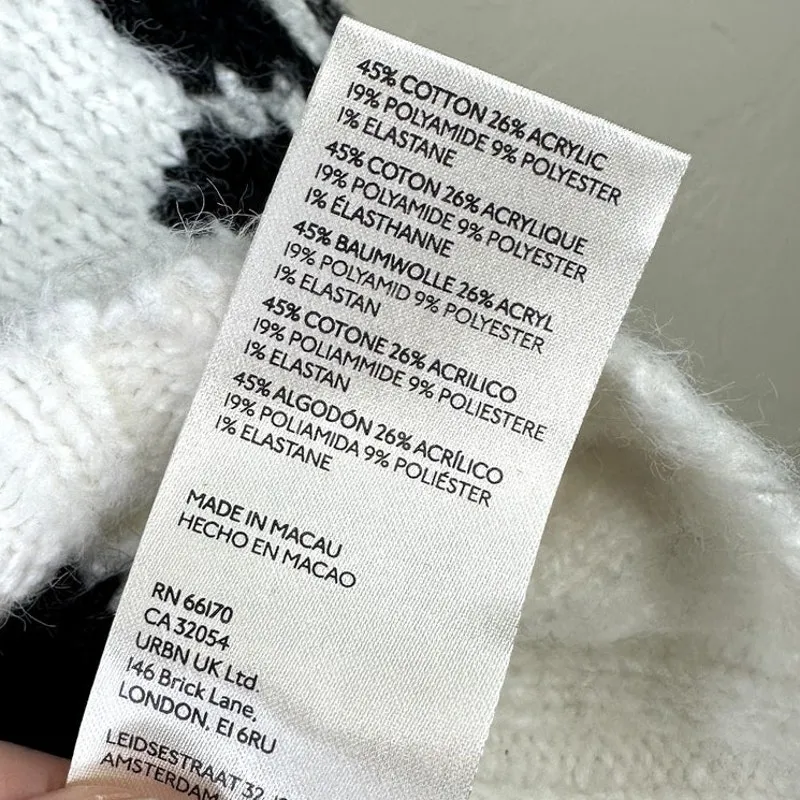 45% COTTON 26% ACRYLIC
19% POLYAMIDE 9% POLYESTER
1% ELASTANE
45% COTON 26% ACRYLIQUE
19% POLYAMIDE 9% POLYESTER
1% ÉLASTHANNE
45% BAUMWOLLE 26% ACRYL
19% POLYAMID 9% POLYESTER
1% ELASTAN
45% COTONE 26% ACRILICO
19% POLIAMMIDE 9% POLIESTERE
1% ELASTAN
45% ALGODÓN 26% ACRÍLICO
19% POLIAMIDA 9% POLIÉSTER
1% ELASTANE
MADE IN MACAU
HECHO EN MACAO
RN 66170
CA 32054
URBN UK Ltd.
146 Brick Lane,
LONDON, E1 6RU
LEIDSESTRAAT 32,
AMSTERDAM